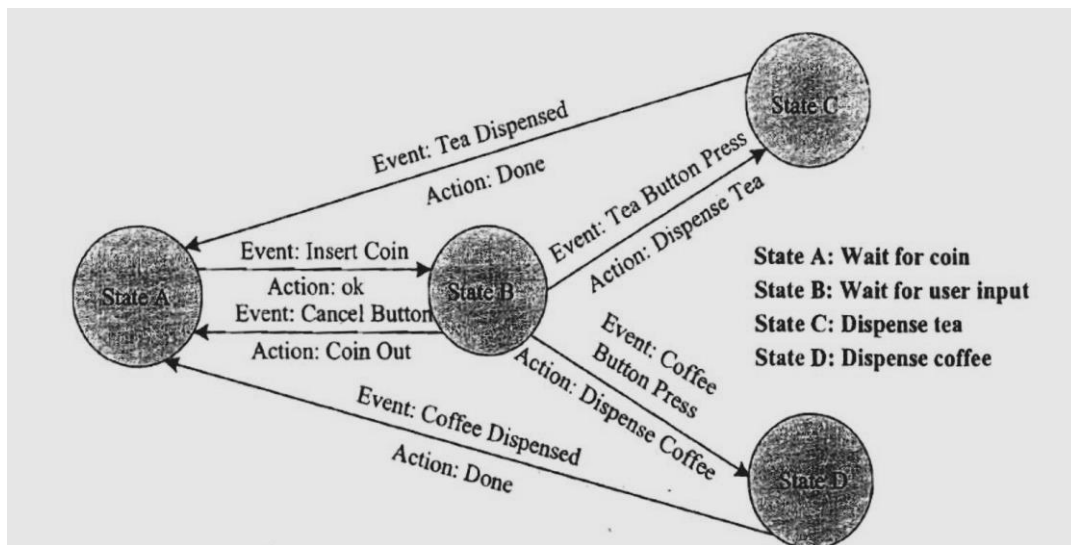 State C
Event: Tea Dispensed
Action: Done
Event: Tea Button Press
Action: Dispense Tea
State A
Event: Insert Coin
Action: ok
Event: Cancel Button
Action: Coin Out
State B
State A: Wait for coin
State B: Wait for user input
State C: Dispense tea
State D: Dispense coffee
Event: Coffee
Button Press
Action: Dispense Coffee
Event: Coffee Dispensed
Action: Done
State D